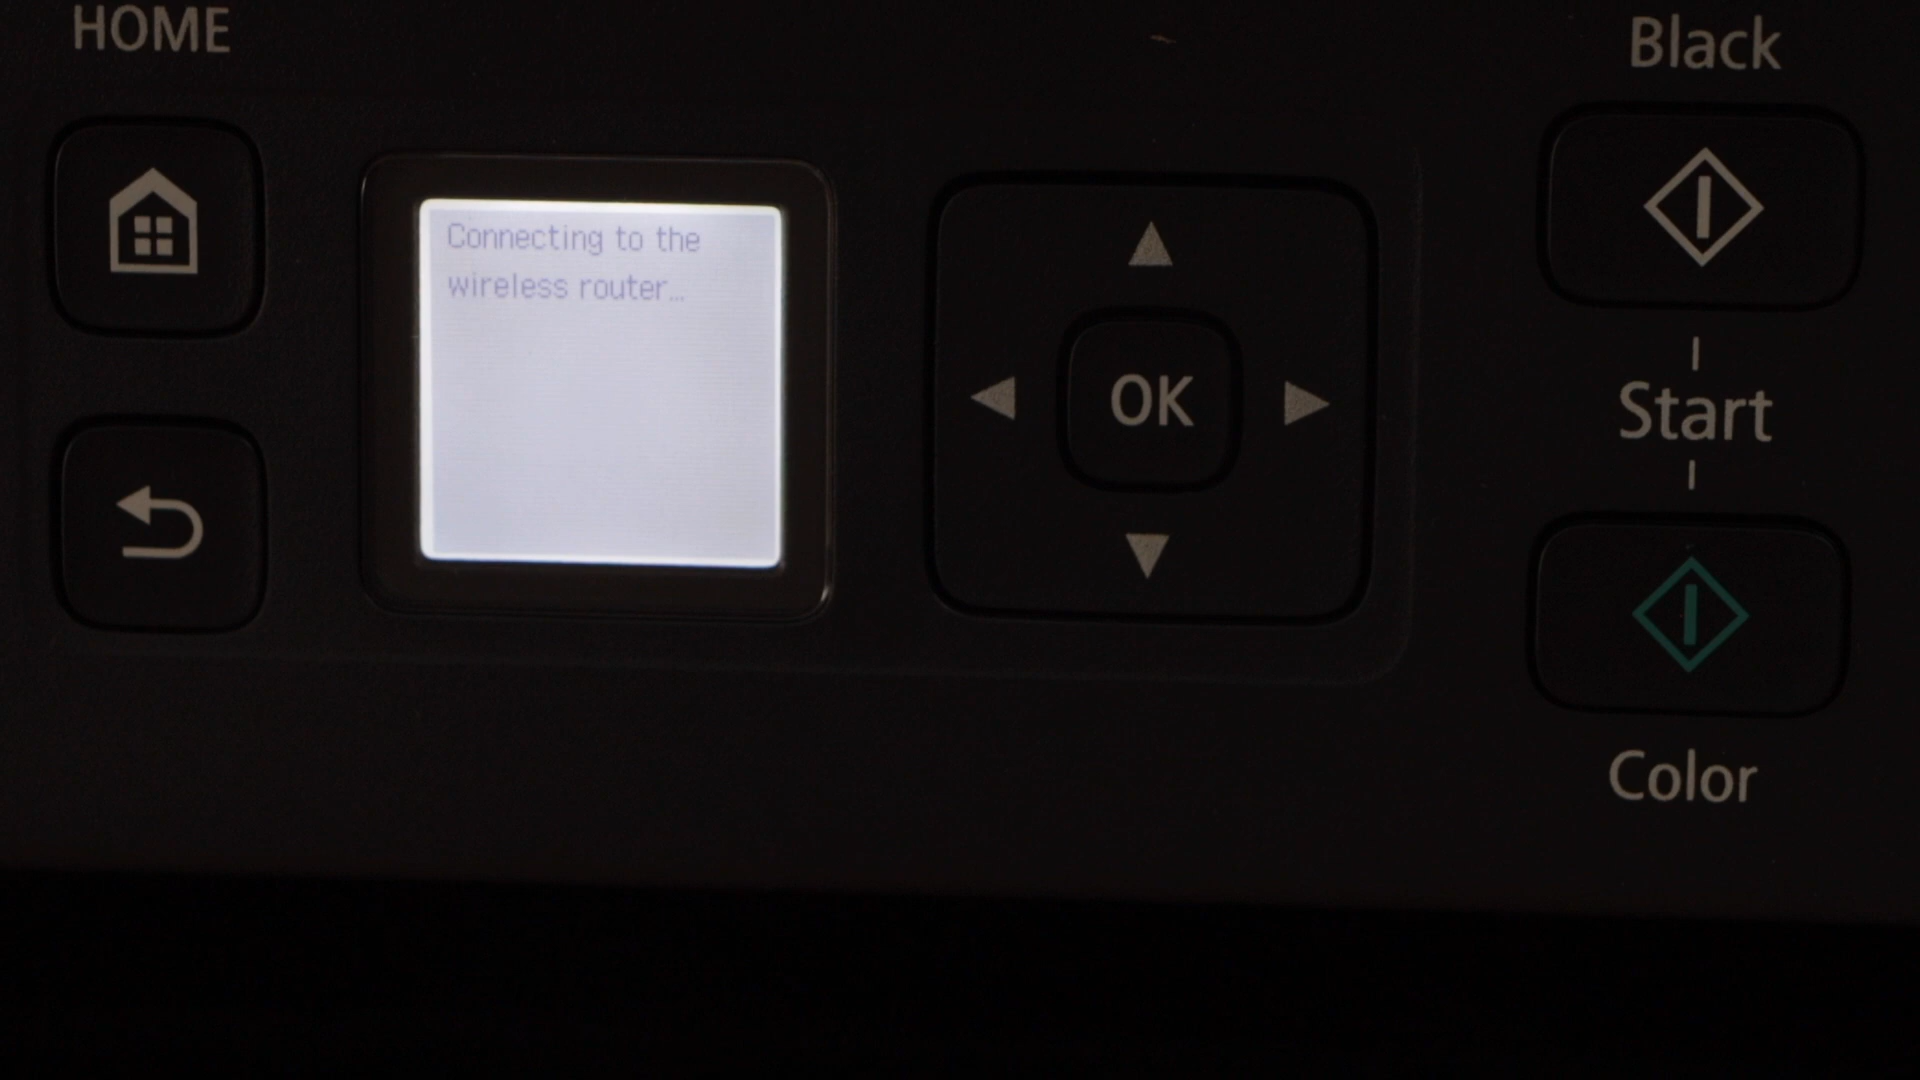 HOME
Connecting to the
wireless router...
OK
Black
Start
Color